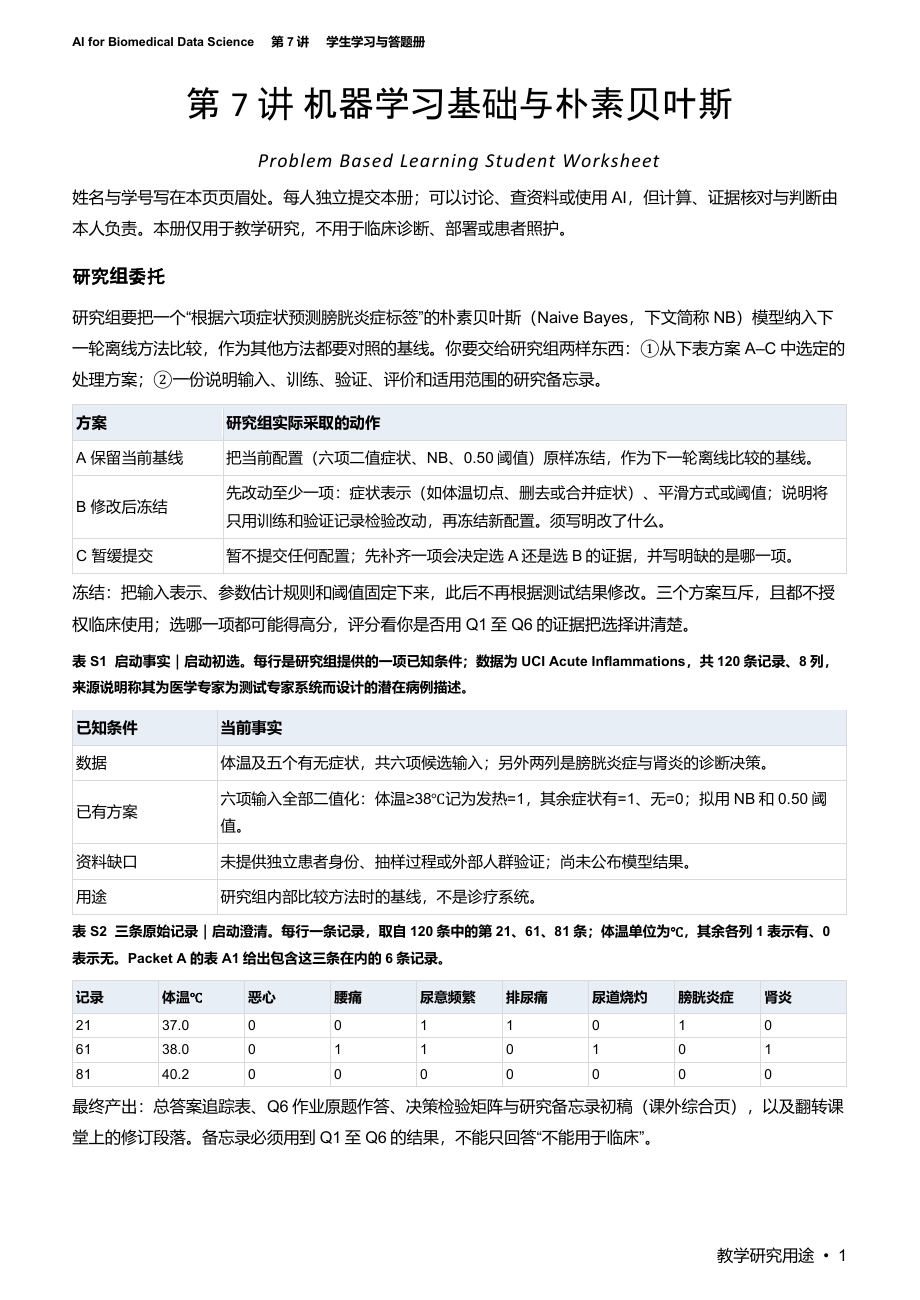 AI for Biomedical Data Science 第 7 讲 学生学习与答题册
第 7 讲 机器学习基础与朴素贝叶斯
Problem Based Learning Student Worksheet
姓名与学号写在本页页眉处。每人独立提交本册；可以讨论、查资料或使用 AI，但计算、证据核对与判断由
本人负责。本册仅用于教学研究，不用于临床诊断、部署或患者照护。
研究组委托
研究组要把一个“根据六项症状预测膀胱炎症标签”的朴素贝叶斯（Naive Bayes，下文简称 NB）模型纳入下
一轮离线方法比较，作为其他方法都要对照的基线。你要交给研究组两样东西：①从下表方案 A–C 中选定的
处理方案；②一份说明输入、训练、验证、评价和适用范围的研究备忘录。
方案 研究组实际采取的动作
A 保留当前基线 把当前配置（六项二值症状、NB、0.50 阈值）原样冻结，作为下一轮离线比较的基线。
B 修改后冻结 先改动至少一项：症状表示（如体温切点、删去或合并症状）、平滑方式或阈值；说明将
只用训练和验证记录检验改动，再冻结新配置。须写明改了什么。
C 暂缓提交 暂不提交任何配置；先补齐一项会决定选 A 还是选 B 的证据，并写明缺的是哪一项。
冻结：把输入表示、参数估计规则和阈值固定下来，此后不再根据测试结果修改。三个方案互斥，且都不授
权临床使用；选哪一项都可能得高分，评分看你是否用 Q1 至 Q6 的证据把选择讲清楚。
表 S1 启动事实｜启动初选。每行是研究组提供的一项已知条件；数据为 UCI Acute Inflammations，共 120 条记录、8 列，
来源说明称其为医学专家为测试专家系统而设计的潜在病例描述。
已知条件 当前事实
数据 体温及五个有无症状，共六项候选输入；另外两列是膀胱炎症与肾炎的诊断决策。
已有方案 六项输入全部二值化：体温≥38℃记为发热=1，其余症状有=1、无=0；拟用 NB 和 0.50 阈
值。
资料缺口 未提供独立患者身份、抽样过程或外部人群验证；尚未公布模型结果。
用途 研究组内部比较方法时的基线，不是诊疗系统。
表 S2 三条原始记录｜启动澄清。每行一条记录，取自 120 条中的第 21、61、81 条；体温单位为℃，其余各列 1 表示有、0
表示无。Packet A 的表 A1 给出包含这三条在内的 6 条记录。
记录 体温℃ 恶心 腰痛 尿意频繁 排尿痛 尿道烧灼 膀胱炎症 肾炎
21 37.0 0 0 1 1 0 1 0
61 38.0 0 1 1 0 1 0 1
81 40.2 0 0 0 0 0 0 0
最终产出：总答案追踪表、Q6 作业原题作答、决策检验矩阵与研究备忘录初稿（课外综合页），以及翻转课
堂上的修订段落。备忘录必须用到 Q1 至 Q6 的结果，不能只回答“不能用于临床”。
教学研究用途 • 1